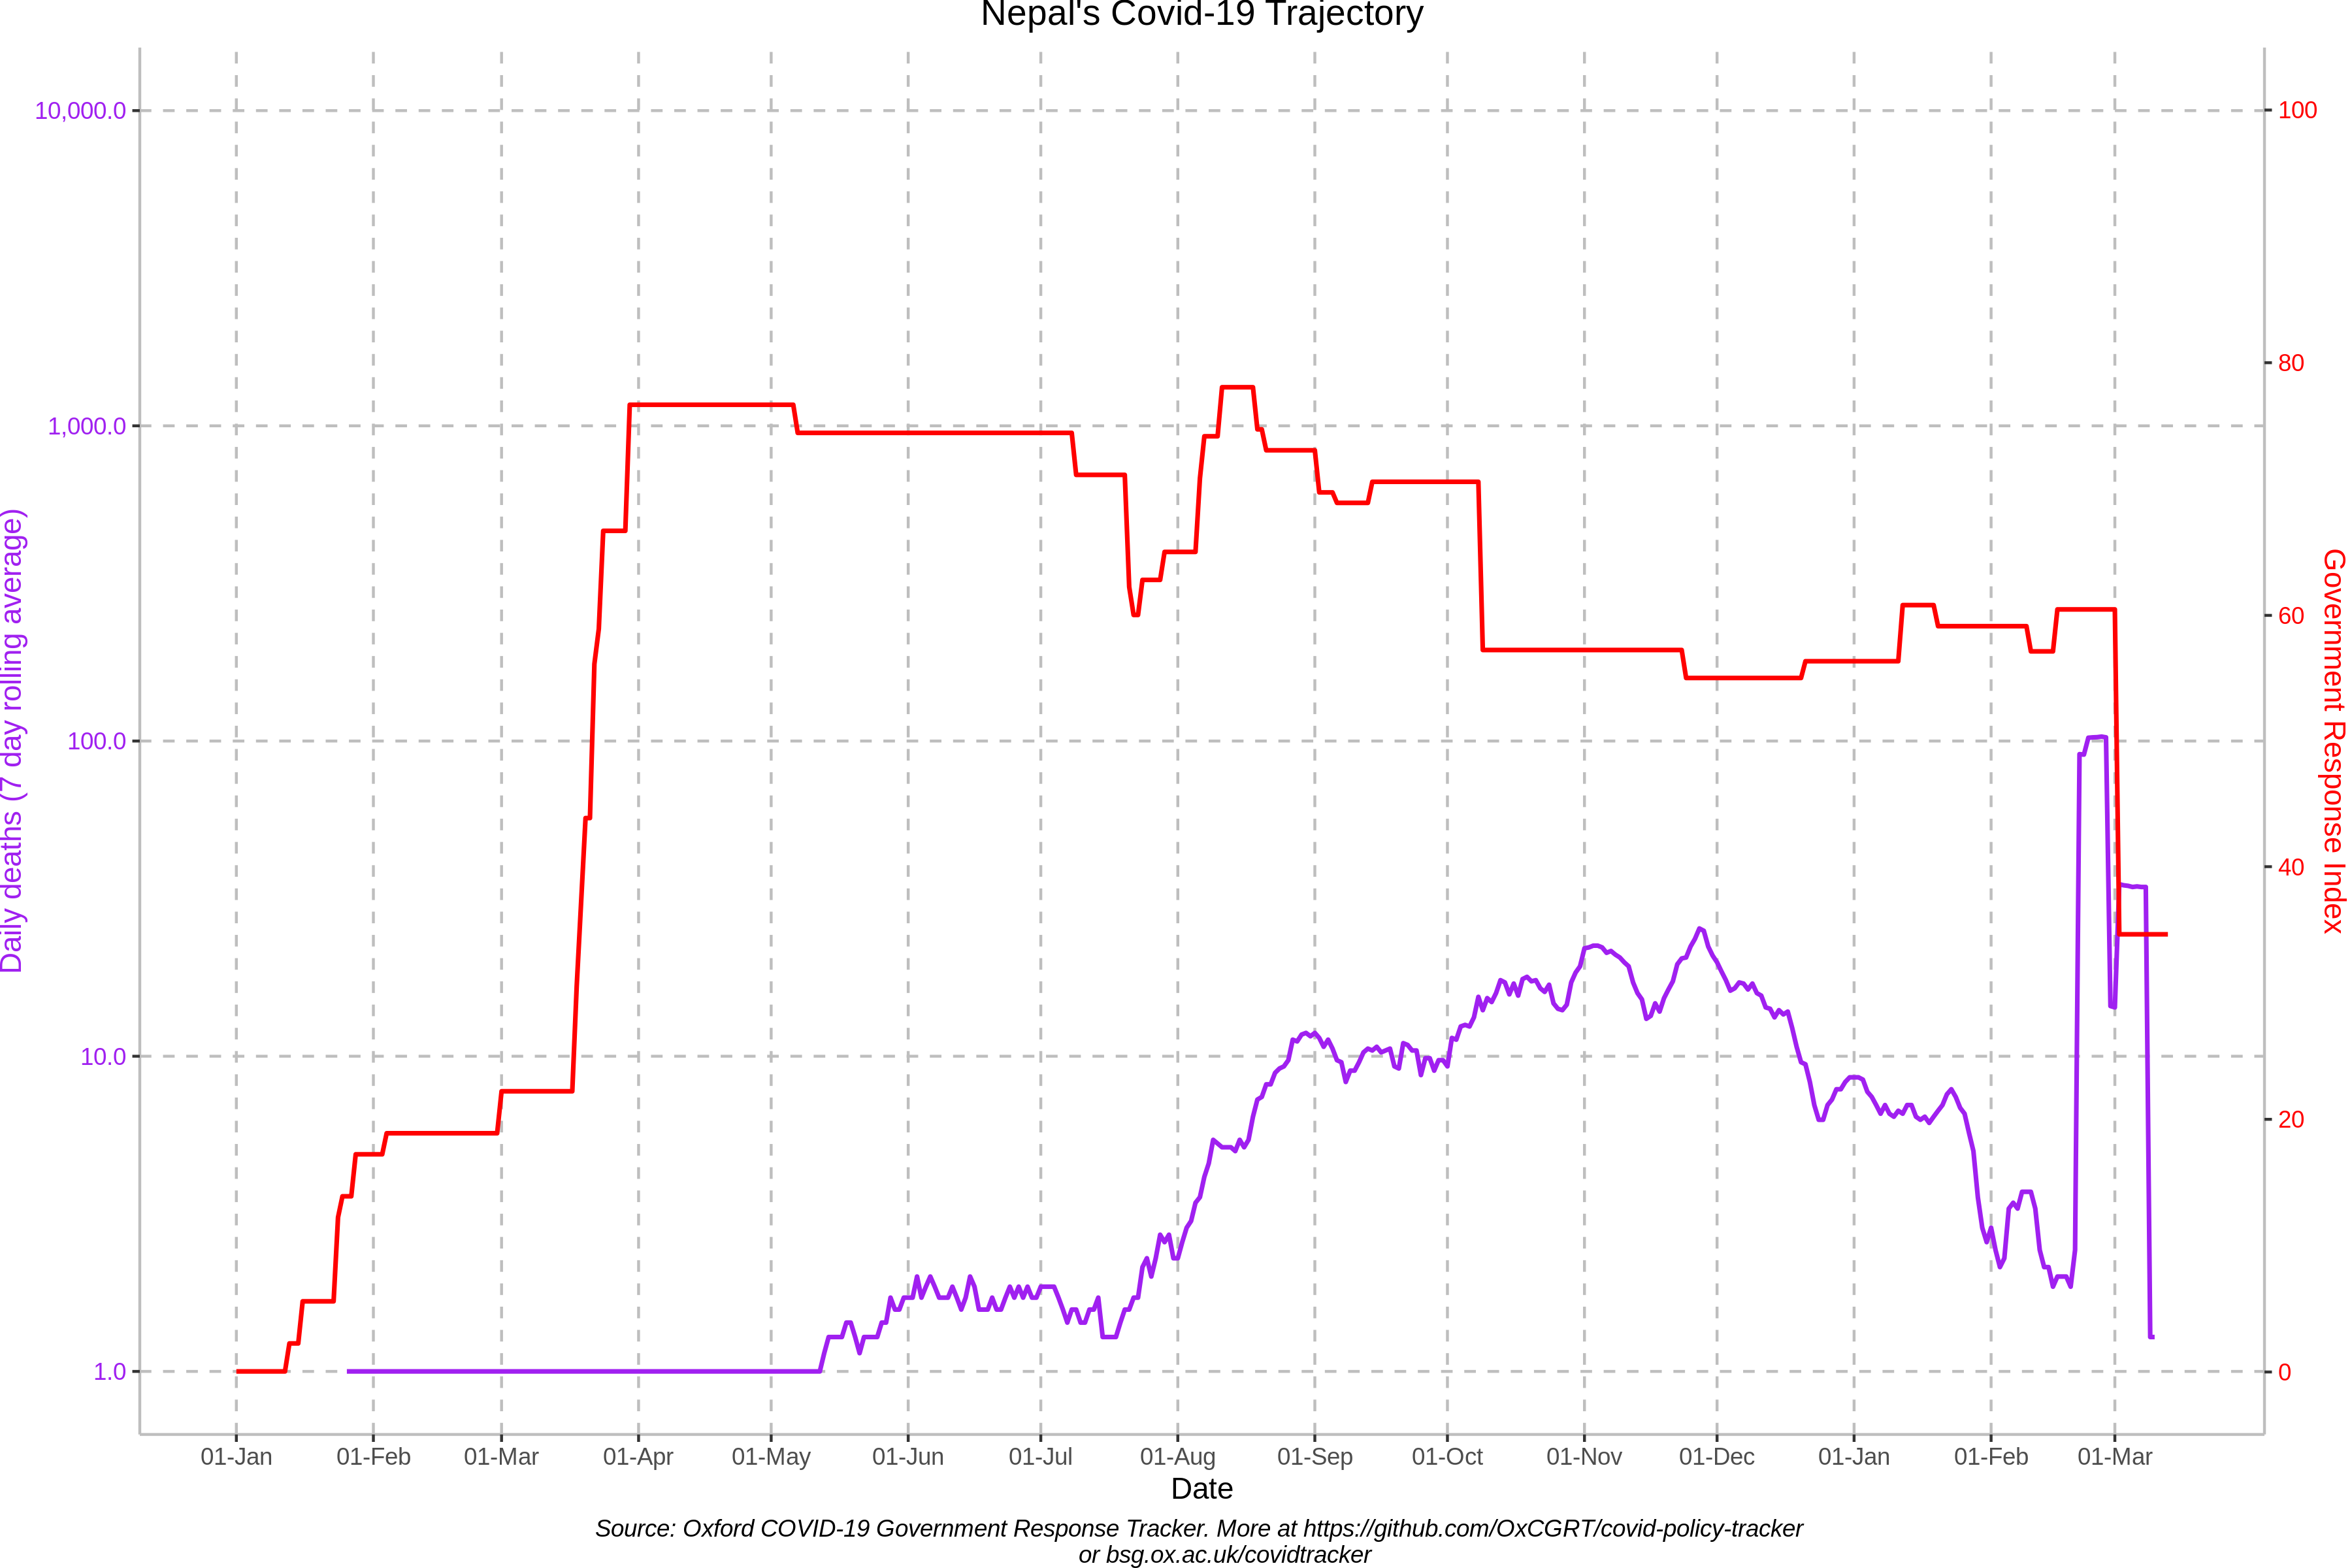 Nepal's Covid-19 Trajectory
10,000.0
1,000.0
100.0
10.0
1.0
Daily deaths (7 day rolling average)
100
80
60
40
20
0
Government Response Index
01-Jan 01-Feb 01-Mar 01-Apr 01-May 01-Jun 01-Jul 01-Aug 01-Sep 01-Oct 01-Nov 01-Dec 01-Jan 01-Feb 01-Mar
Date
Source: Oxford COVID-19 Government Response Tracker. More at https://github.com/OxCGRT/covid-policy-tracker
or bsg.ox.ac.uk/covidtracker